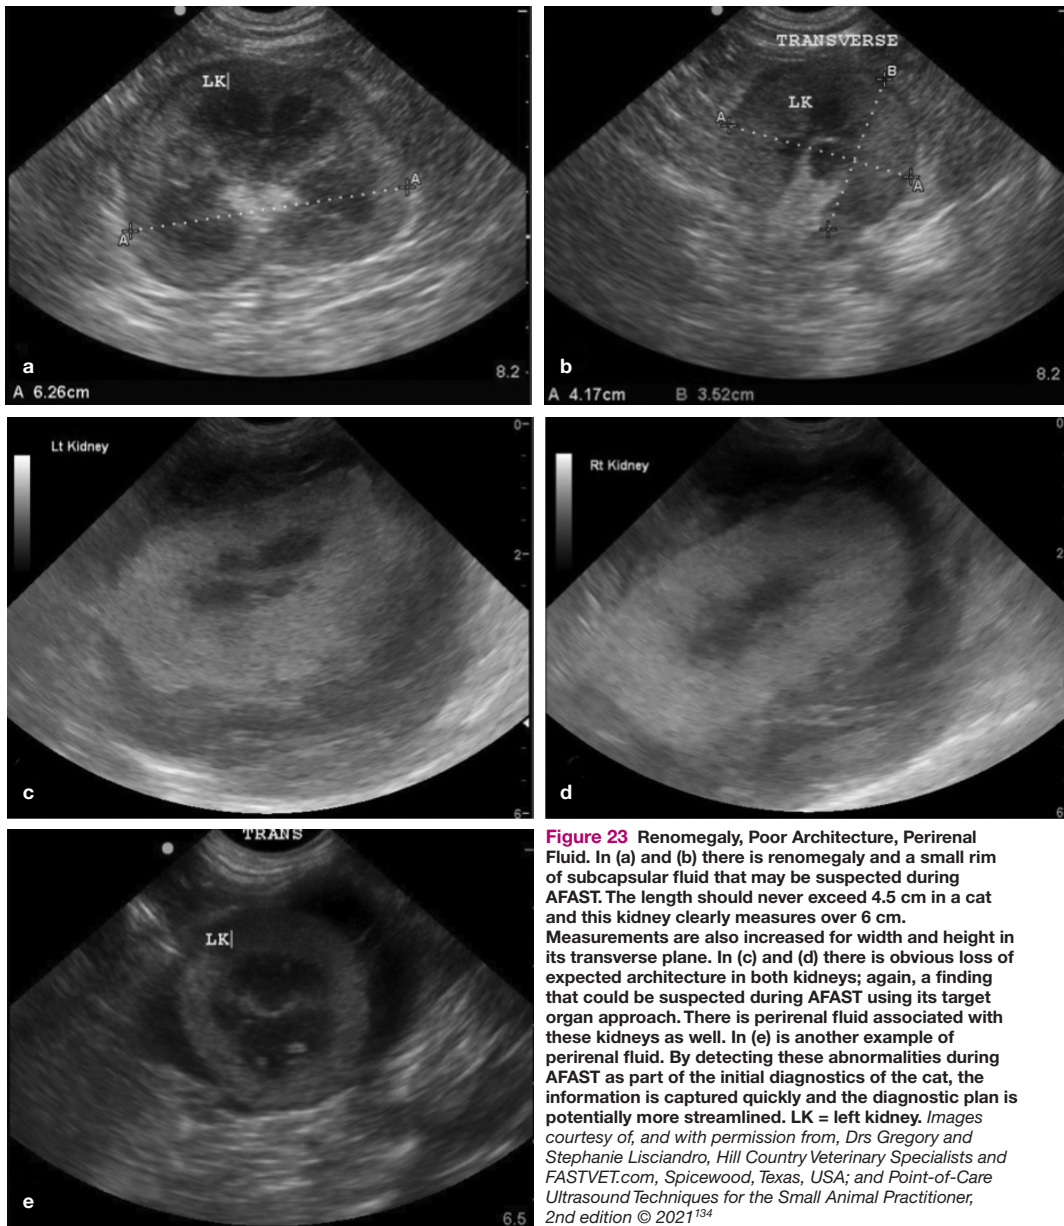 LK
a
8.2
A 6.26cm
A
A
TRANSVERSE
B
LK
A
A
b
8.2
A 4.17cm B 3.52cm
Lt Kidney
0
2
c
6
Rt Kidney
0
2
d
6
TRANS
LK
e
6.5
Figure 23 Renomegaly, Poor Architecture, Perirenal
Fluid. In (a) and (b) there is renomegaly and a small rim
of subcapsular fluid that may be suspected during
AFAST. The length should never exceed 4.5 cm in a cat
and this kidney clearly measures over 6 cm.
Measurements are also increased for width and height in
its transverse plane. In (c) and (d) there is obvious loss of
expected architecture in both kidneys; again, a finding
that could be suspected during AFAST using its target
organ approach. There is perirenal fluid associated with
these kidneys as well. In (e) is another example of
perirenal fluid. By detecting these abnormalities during
AFAST as part of the initial diagnostics of the cat, the
information is captured quickly and the diagnostic plan is
potentially more streamlined. LK = left kidney. Images
courtesy of, and with permission from, Drs Gregory and
Stephanie Lisciandro, Hill Country Veterinary Specialists and
FASTVET.com, Spicewood, Texas, USA; and Point-of-Care
Ultrasound Techniques for the Small Animal Practitioner,
2nd edition © 2021134